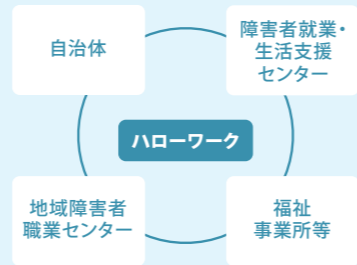 自治体
障害者就業・
生活支援
センター
ハローワーク
地域障害者
職業センター
福祉
事業所等